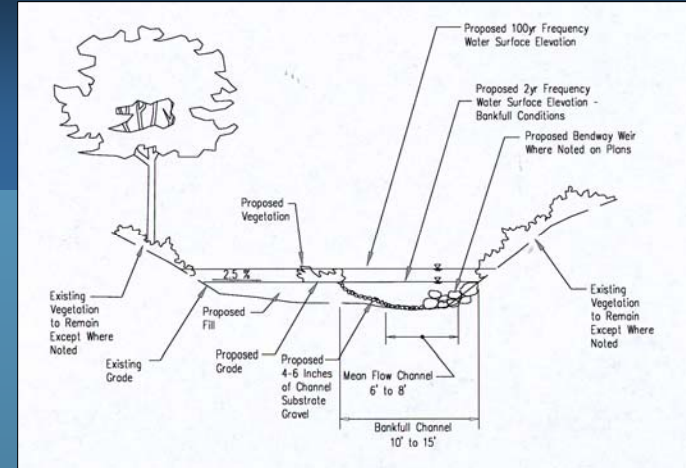 Proposed 100yr Frequency
Water Surface Elevation
Proposed 2yr Frequency
Water Surface Elevation -
Bankfull Conditions
Proposed Bendway Weir
Where Noted on Plans
Proposed
Vegetation
2.5 %
Existing
Vegetation
to Remain
Except Where
Noted
Existing
Grade
Proposed
Fill
Proposed
Grade
Proposed
4-6 Inches
of Channel
Substrate
Gravel
Mean Flow Channel
6' to 8'
Bankfull Channel
10' to 15'
Existing
Vegetation
to Remain
Except Where
Noted